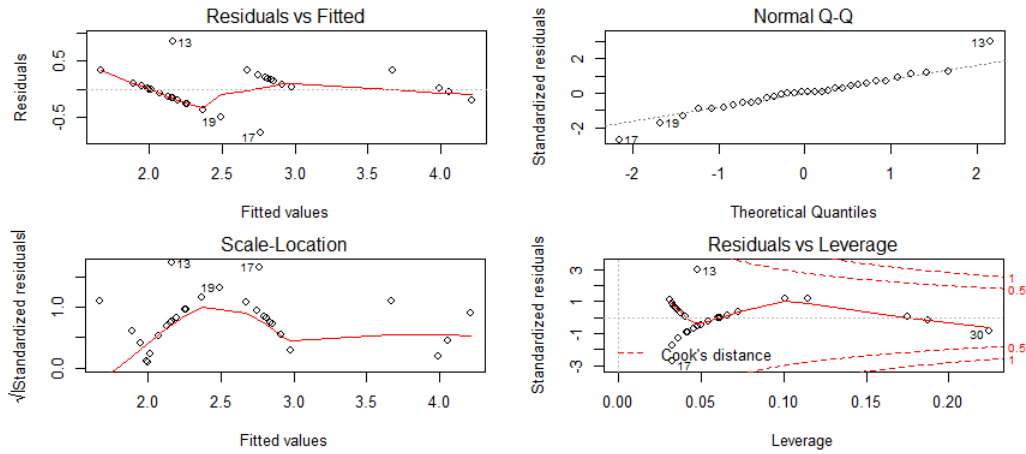 Residuals vs Fitted
Residuals
0.5
-0.5
13
19
17
2.0 2.5 3.0 3.5 4.0
Fitted values
Normal Q-Q
Standardized residuals
2
0
-2
13
19
17
-2 -1 0 1 2
Theoretical Quantiles
Scale-Location
√|Standardized residuals|
1.0
0.0
13
17
19
2.0 2.5 3.0 3.5 4.0
Fitted values
Residuals vs Leverage
Standardized residuals
3
1
-1
-3
13
1
0.5
30
0.5
1
Cook's distance
17
0.00 0.05 0.10 0.15 0.20
Leverage